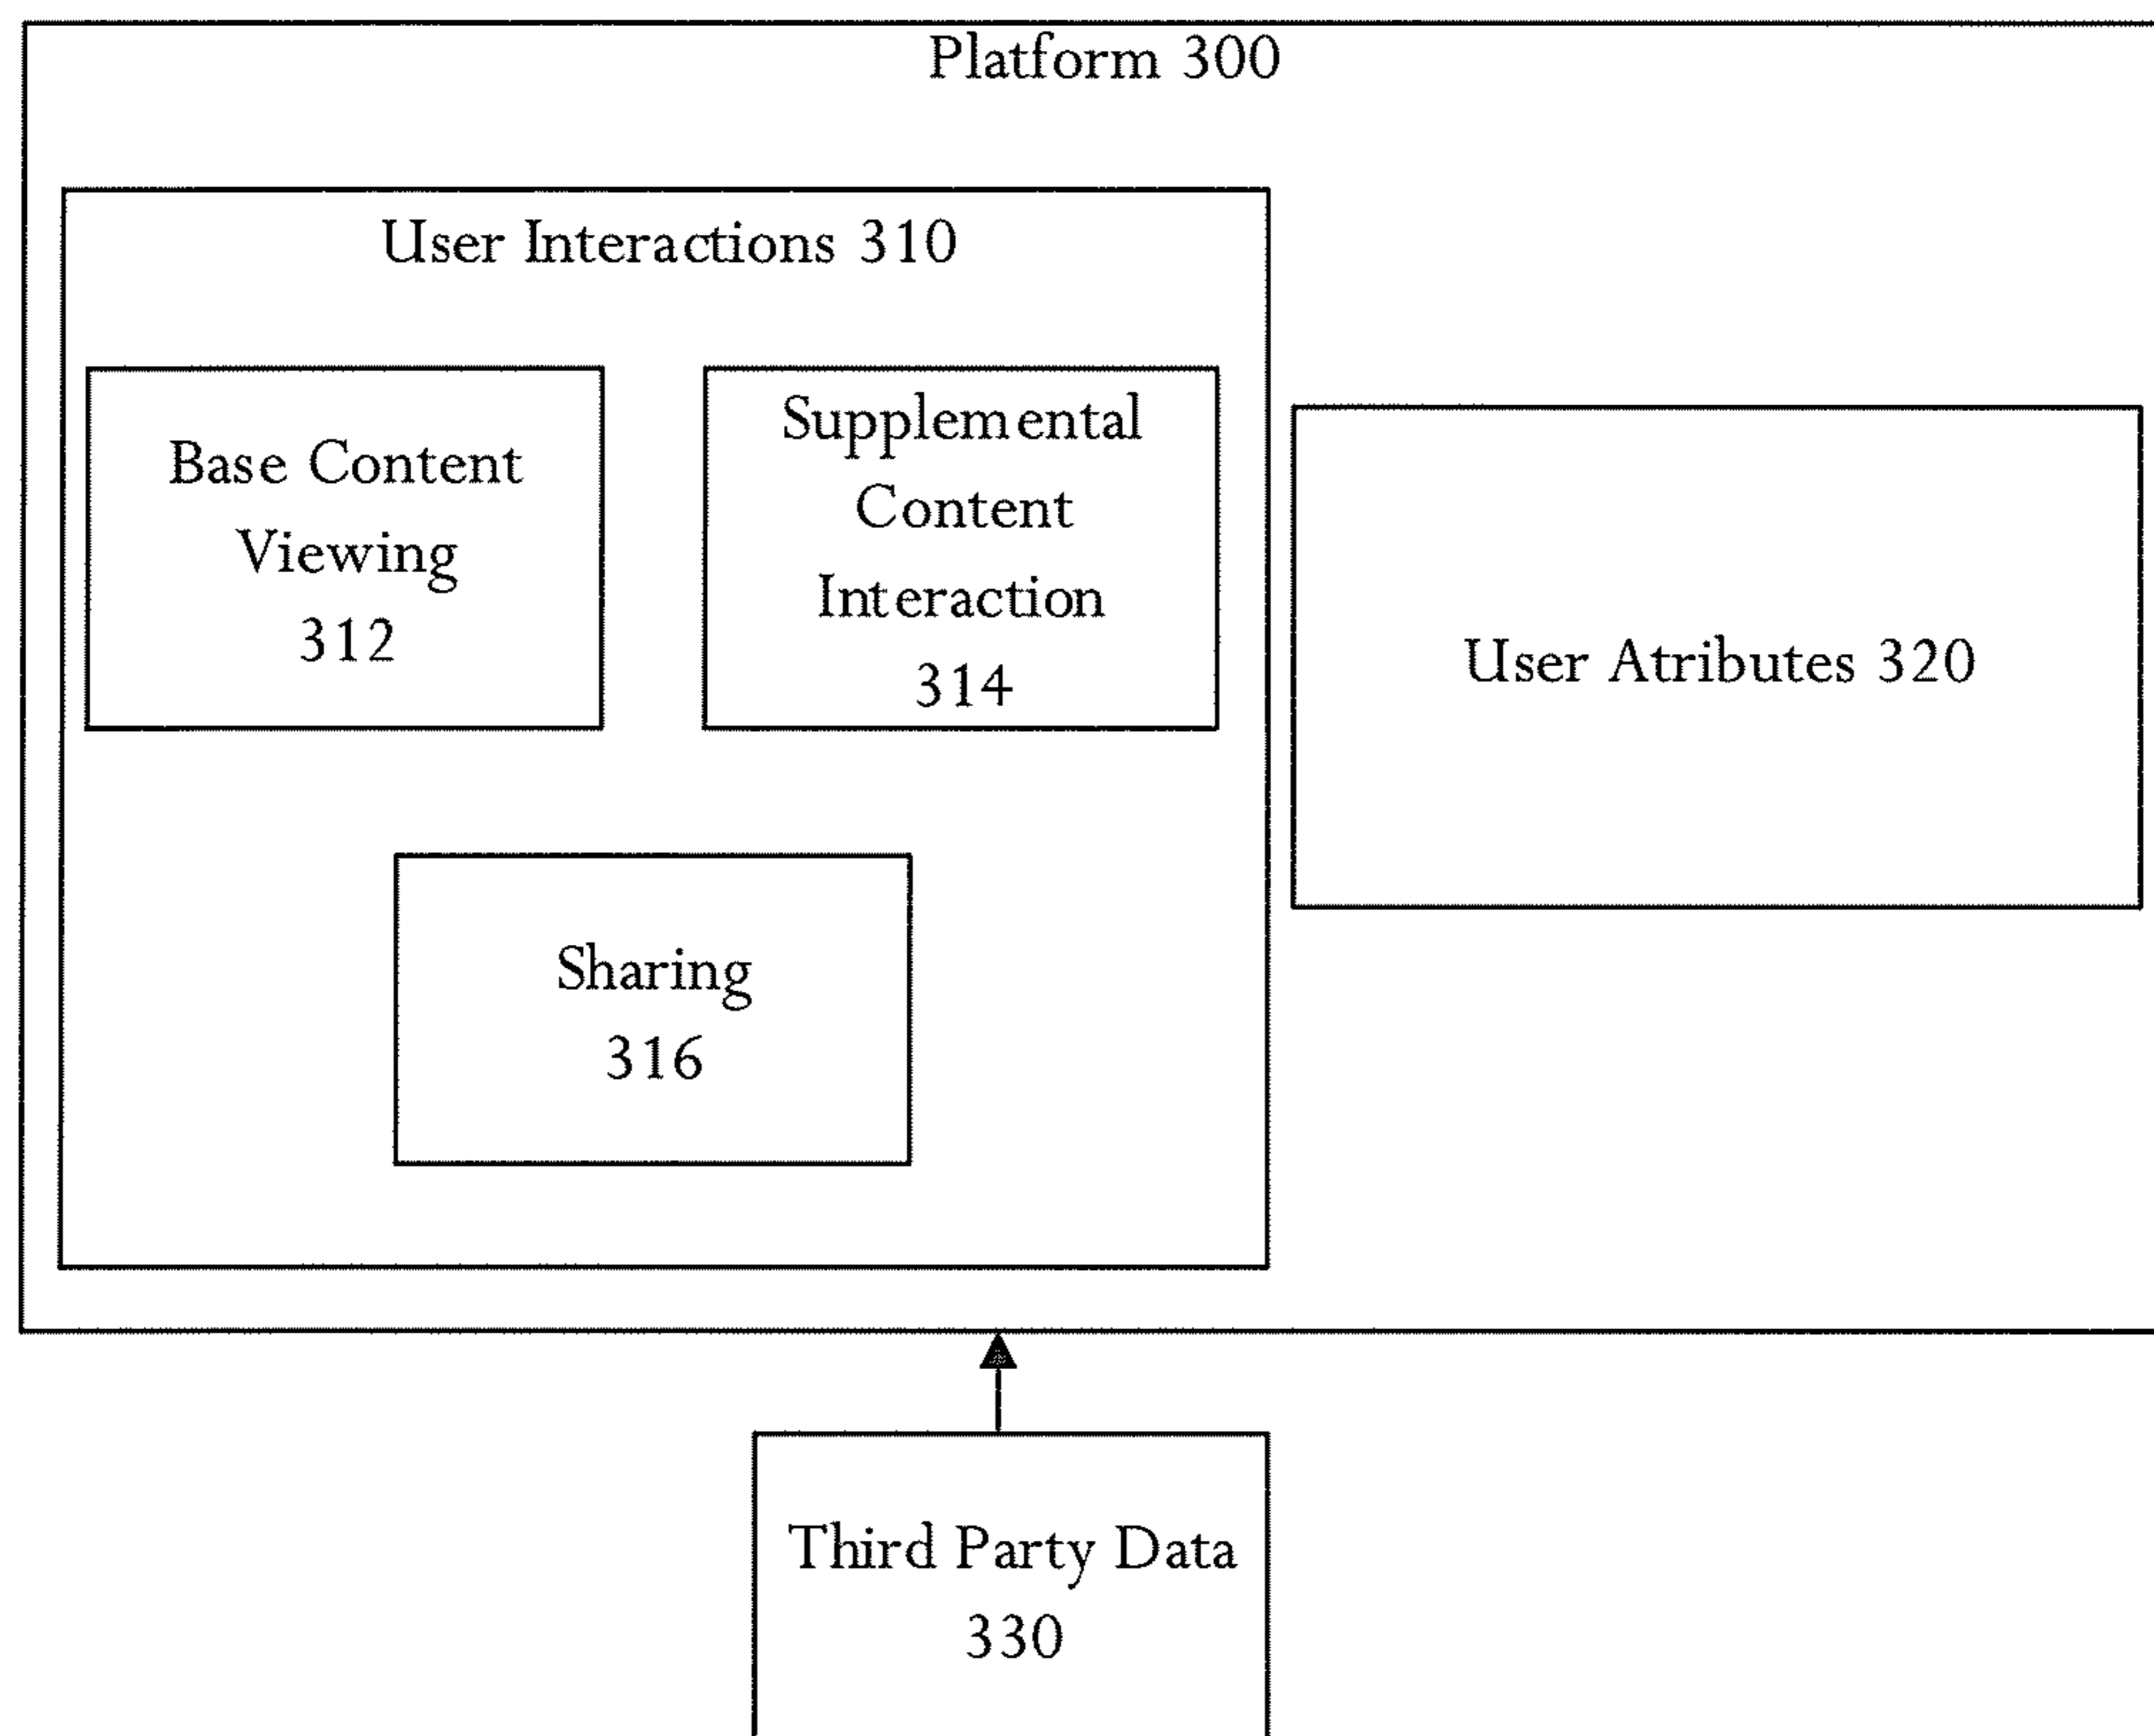 Platform 300
User Interactions 310
Base Content
Viewing
312
Supplemental
Content
Interaction
314
User Atributes 320
Sharing
316
Third Party Data
330